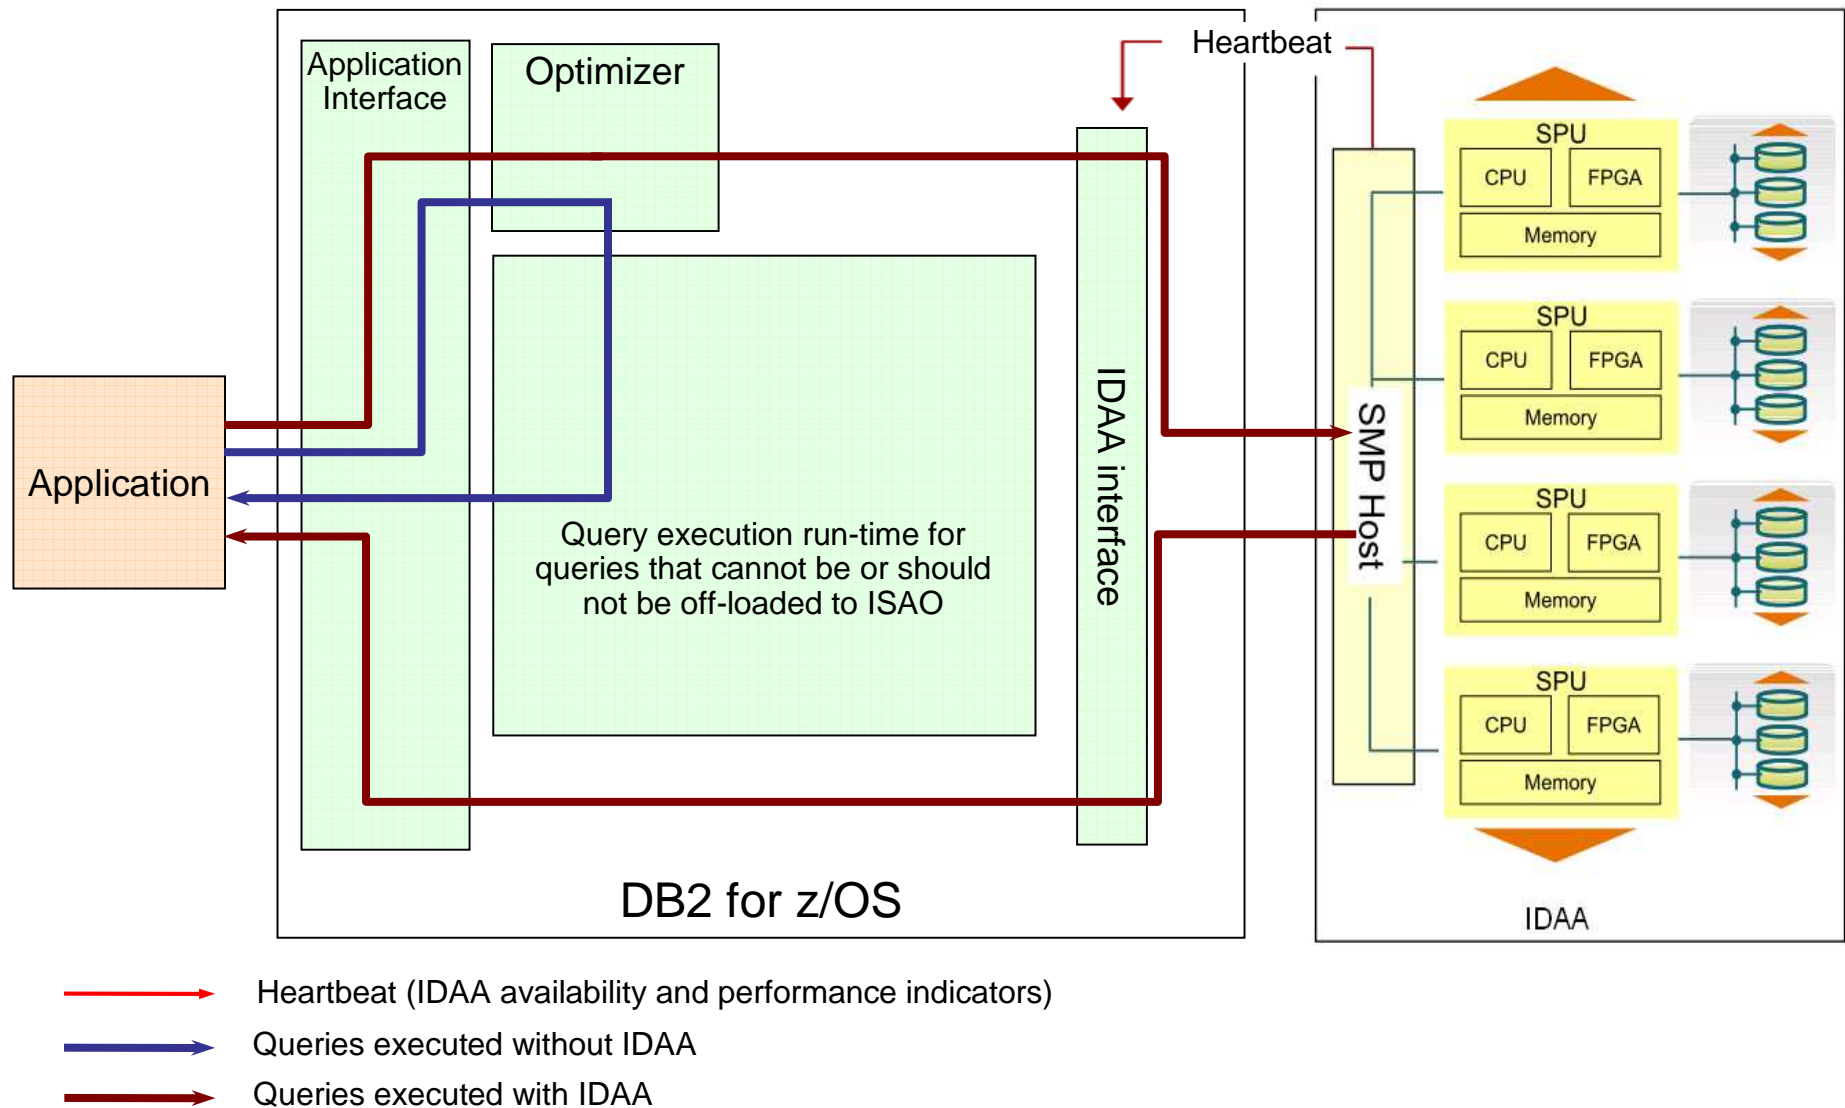 Heartbeat
Application
Interface
Optimizer
Application
Query execution run-time for
queries that cannot be or should
not be off-loaded to ISAO
IDAA interface
DB2 for z/OS
SMP Host
SPU
CPU
FPGA
Memory
SPU
CPU
FPGA
Memory
SPU
CPU
FPGA
Memory
SPU
CPU
FPGA
Memory
IDAA
Heartbeat (IDAA availability and performance indicators)
Queries executed without IDAA
Queries executed with IDAA